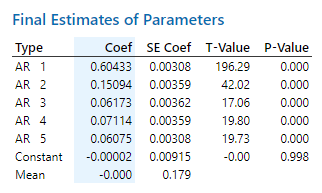 Final Estimates of Parameters
Type Coef SE Coef T-Value P-Value
AR 1 0.60433 0.00308 196.29 0.000
AR 2 0.15094 0.00359 42.02 0.000
AR 3 0.06173 0.00362 17.06 0.000
AR 4 0.07114 0.00359 19.80 0.000
AR 5 0.06075 0.00308 19.73 0.000
Constant -0.00002 0.00915 -0.00 0.998
Mean -0.000 0.179